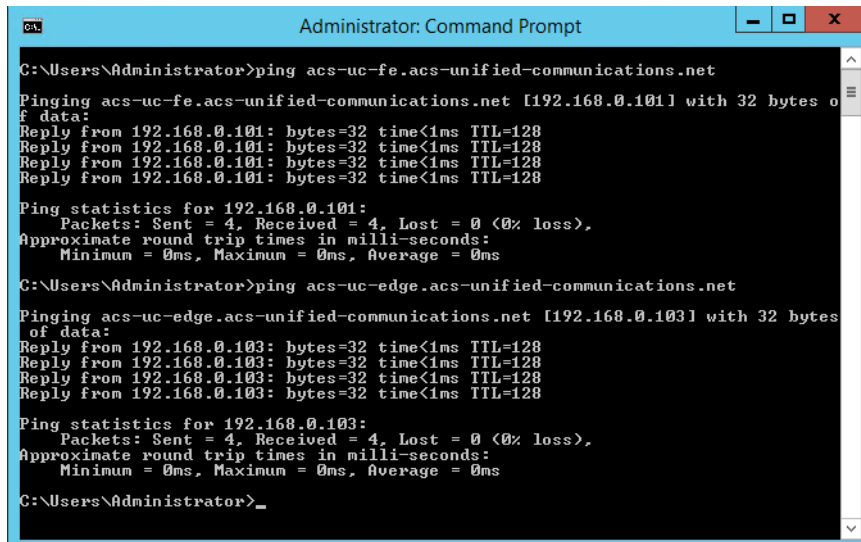 C:\.
Administrator: Command Prompt
C:\Users\Administrator>ping acs-uc-fe.acs-unified-communications.net
Pinging acs-uc-fe.acs-unified-communications.net [192.168.0.101] with 32 bytes o
f data:
Reply from 192.168.0.101: bytes=32 time<1ms TTL=128
Reply from 192.168.0.101: bytes=32 time<1ms TTL=128
Reply from 192.168.0.101: bytes=32 time<1ms TTL=128
Reply from 192.168.0.101: bytes=32 time<1ms TTL=128
Ping statistics for 192.168.0.101:
    Packets: Sent = 4, Received = 4, Lost = 0 (0% loss),
Approximate round trip times in milli-seconds:
    Minimum = 0ms, Maximum = 0ms, Average = 0ms
C:\Users\Administrator>ping acs-uc-edge.acs-unified-communications.net
Pinging acs-uc-edge.acs-unified-communications.net [192.168.0.103] with 32 bytes
 of data:
Reply from 192.168.0.103: bytes=32 time<1ms TTL=128
Reply from 192.168.0.103: bytes=32 time<1ms TTL=128
Reply from 192.168.0.103: bytes=32 time<1ms TTL=128
Reply from 192.168.0.103: bytes=32 time<1ms TTL=128
Ping statistics for 192.168.0.103:
    Packets: Sent = 4, Received = 4, Lost = 0 (0% loss),
Approximate round trip times in milli-seconds:
    Minimum = 0ms, Maximum = 0ms, Average = 0ms
C:\Users\Administrator>_